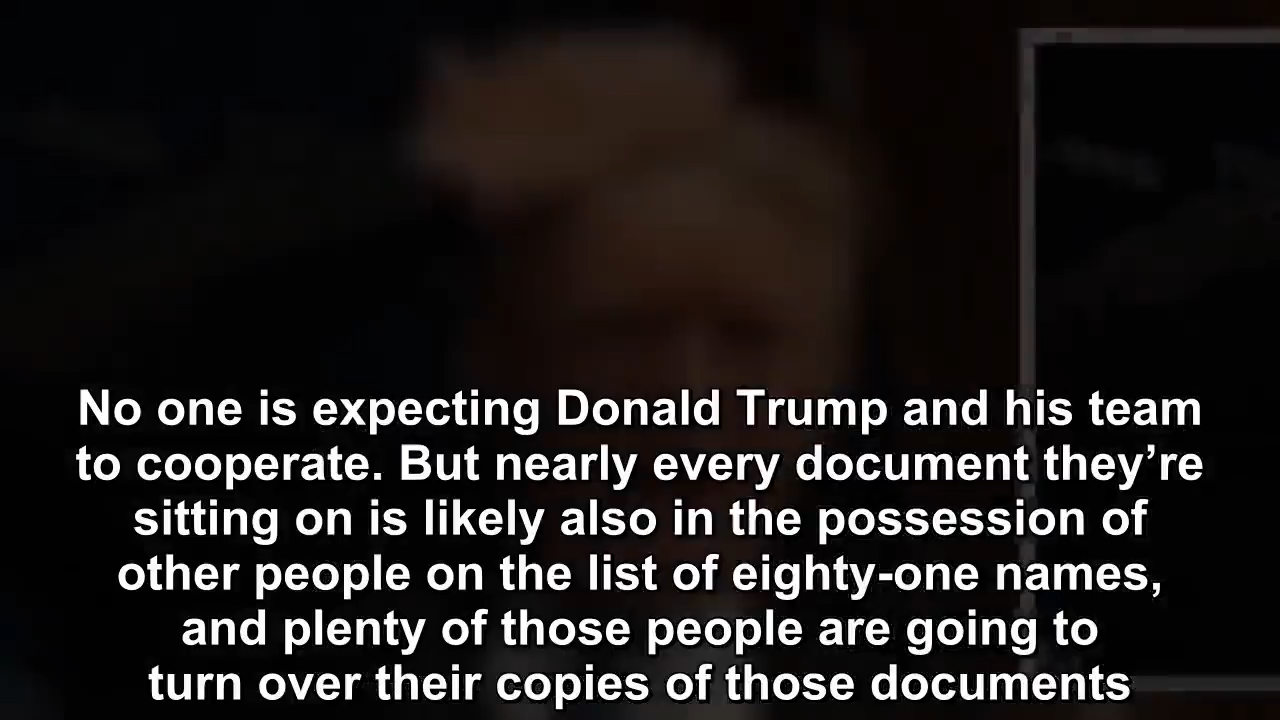 No one is expecting Donald Trump and his team
to cooperate. But nearly every document they’re
sitting on is likely also in the possession of
other people on the list of eighty-one names,
and plenty of those people are going to
turn over their copies of those documents